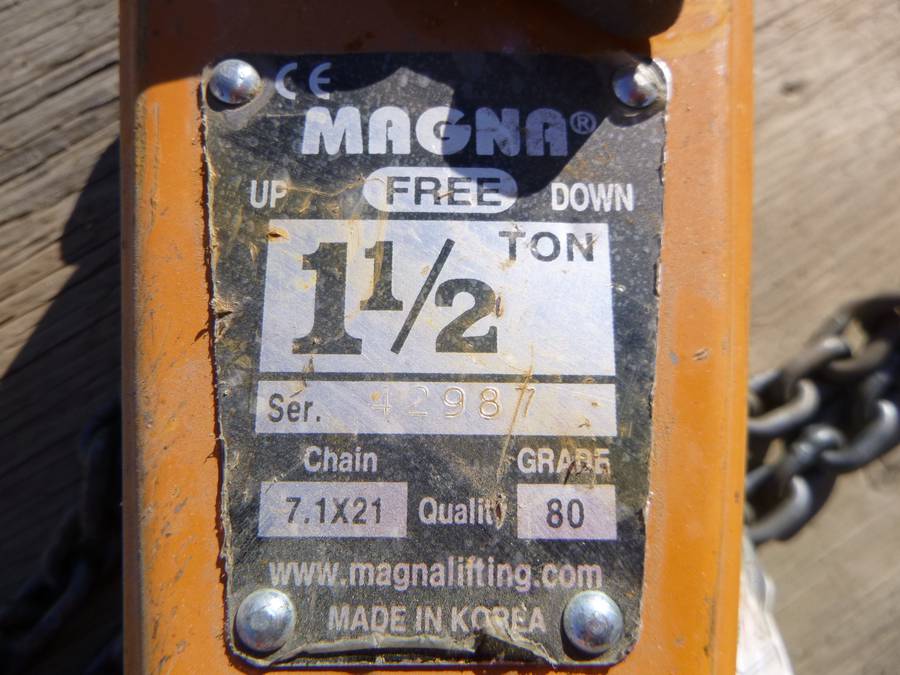 CE
MAGNA®
UP FREE DOWN
1 1/2 TON
Ser. 42987
Chain GRADE
7.1X21 Quality 80
www.magnalifting.com
MADE IN KOREA